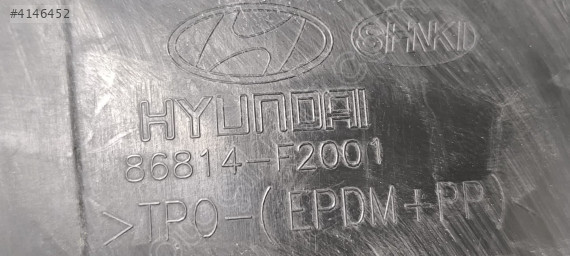 #4146452
SHNKI
HYUNDAI
86814-F2001
>TPO-(EPDM+PP)